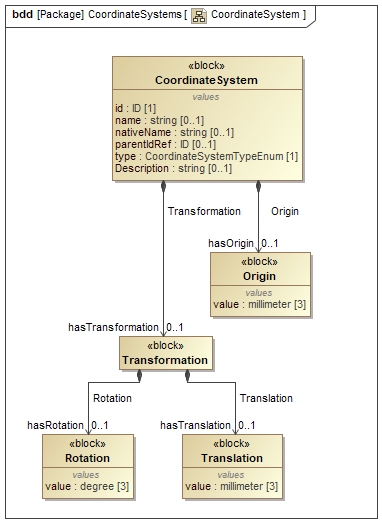 bdd [Package] CoordinateSystems [ CoordinateSystem ]
«block»
CoordinateSystem
values
id : ID [1]
name : string [0..1]
nativeName : string [0..1]
parentIdRef : ID [0..1]
type : CoordinateSystemTypeEnum [1]
Description : string [0..1]
Transformation
Origin
hasOrigin 0..1
«block»
Origin
values
value : millimeter [3]
hasTransformation 0..1
«block»
Transformation
Rotation
Translation
hasRotation 0..1
hasTranslation 0..1
«block»
Rotation
values
value : degree [3]
«block»
Translation
values
value : millimeter [3]